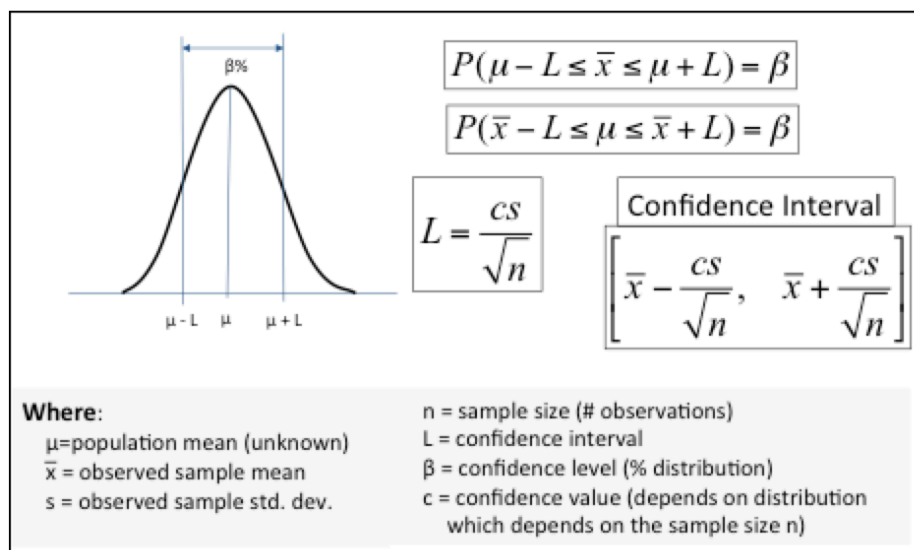 β%
μ - L μ μ + L
P(μ − L ≤ x̄ ≤ μ + L) = β
P(x̄ − L ≤ μ ≤ x̄ + L) = β
L = cs/√n
Confidence Interval
[x̄ − cs/√n, x̄ + cs/√n]
Where:
μ=population mean (unknown)
x̄ = observed sample mean
s = observed sample std. dev.
n = sample size (# observations)
L = confidence interval
β = confidence level (% distribution)
c = confidence value (depends on distribution
which depends on the sample size n)